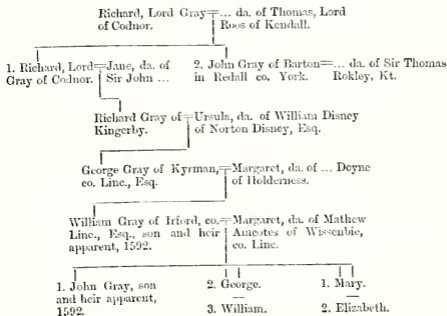 Richard, Lord Gray=... da. of Thomas, Lord
of Codnor. Roos of Kendall.
1. Richard, Lord=Jane, da. of 2. John Gray of Barton=... da. of Sir Thomas
Gray of Codnor. Sir John ... in Redall co. York. Rokley, Kt.
Richard Gray of=Ursula, da. of William Disney
Kingerby. of Norton Disney, Esq.
George Gray of Kyrman,=Margaret, da. of ... Deyne
co. Linc., Esq. of Holderness.
William Gray of Irford, co.=Margaret, da. of Mathew
Linc., Esq., son and heir Amcotes of Wissenbie,
apparent, 1592. co. Linc.
1. John Gray, son 2. George. 1. Mary.
and heir apparent, — —
1592. 3. William. 2. Elizabeth.